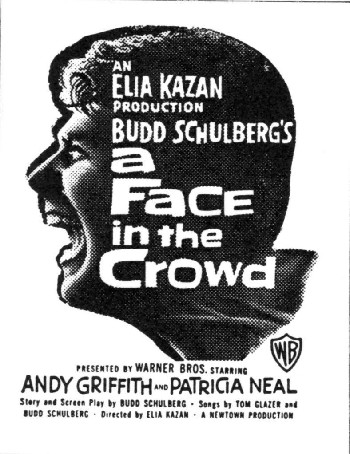 AN
ELIA KAZAN
PRODUCTION
BUDD SCHULBERG'S
a
FaCE
in the
CRowd
WB
PRESENTED BY WARNER BROS. STARRING
ANDY GRIFFITH AND PATRICIA NEAL
Story and Screen Play by BUDD SCHULBERG · Songs by TOM GLAZER and
BUDD SCHULBERG · Directed by ELIA KAZAN · A NEWTOWN PRODUCTION